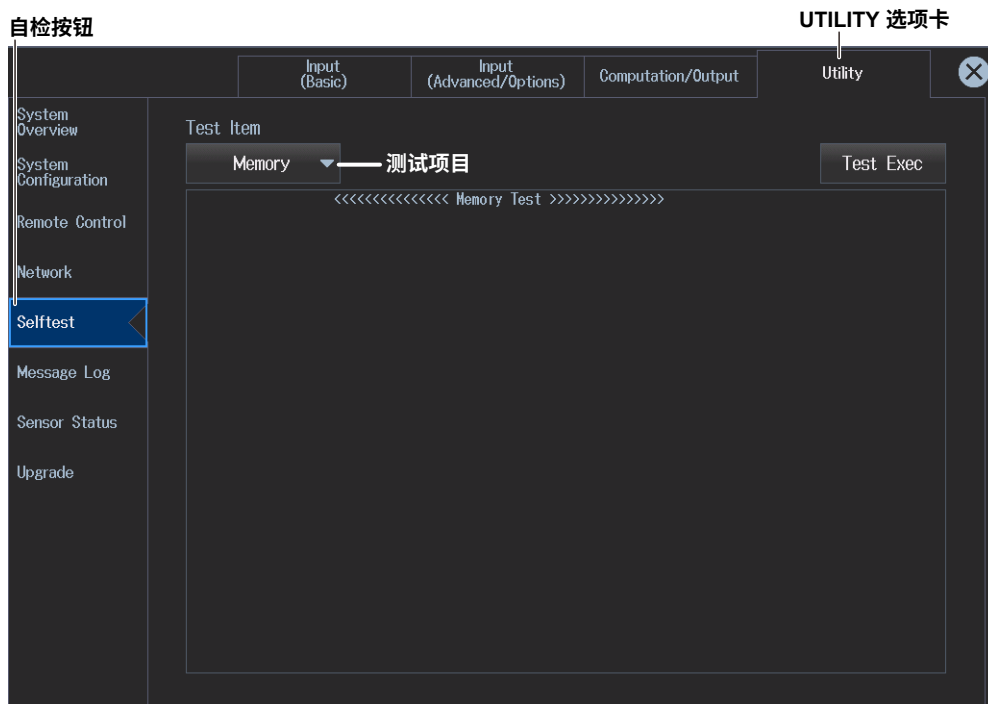 自检按钮
UTILITY 选项卡
Input
(Basic)
Input
(Advanced/Options)
Computation/Output
Utility
System
Overview
System
Configuration
Remote Control
Network
Selftest
Message Log
Sensor Status
Upgrade
Test Item
Memory
测试项目
Test Exec
<<<<<<<<<<<<<<< Memory Test >>>>>>>>>>>>>>>